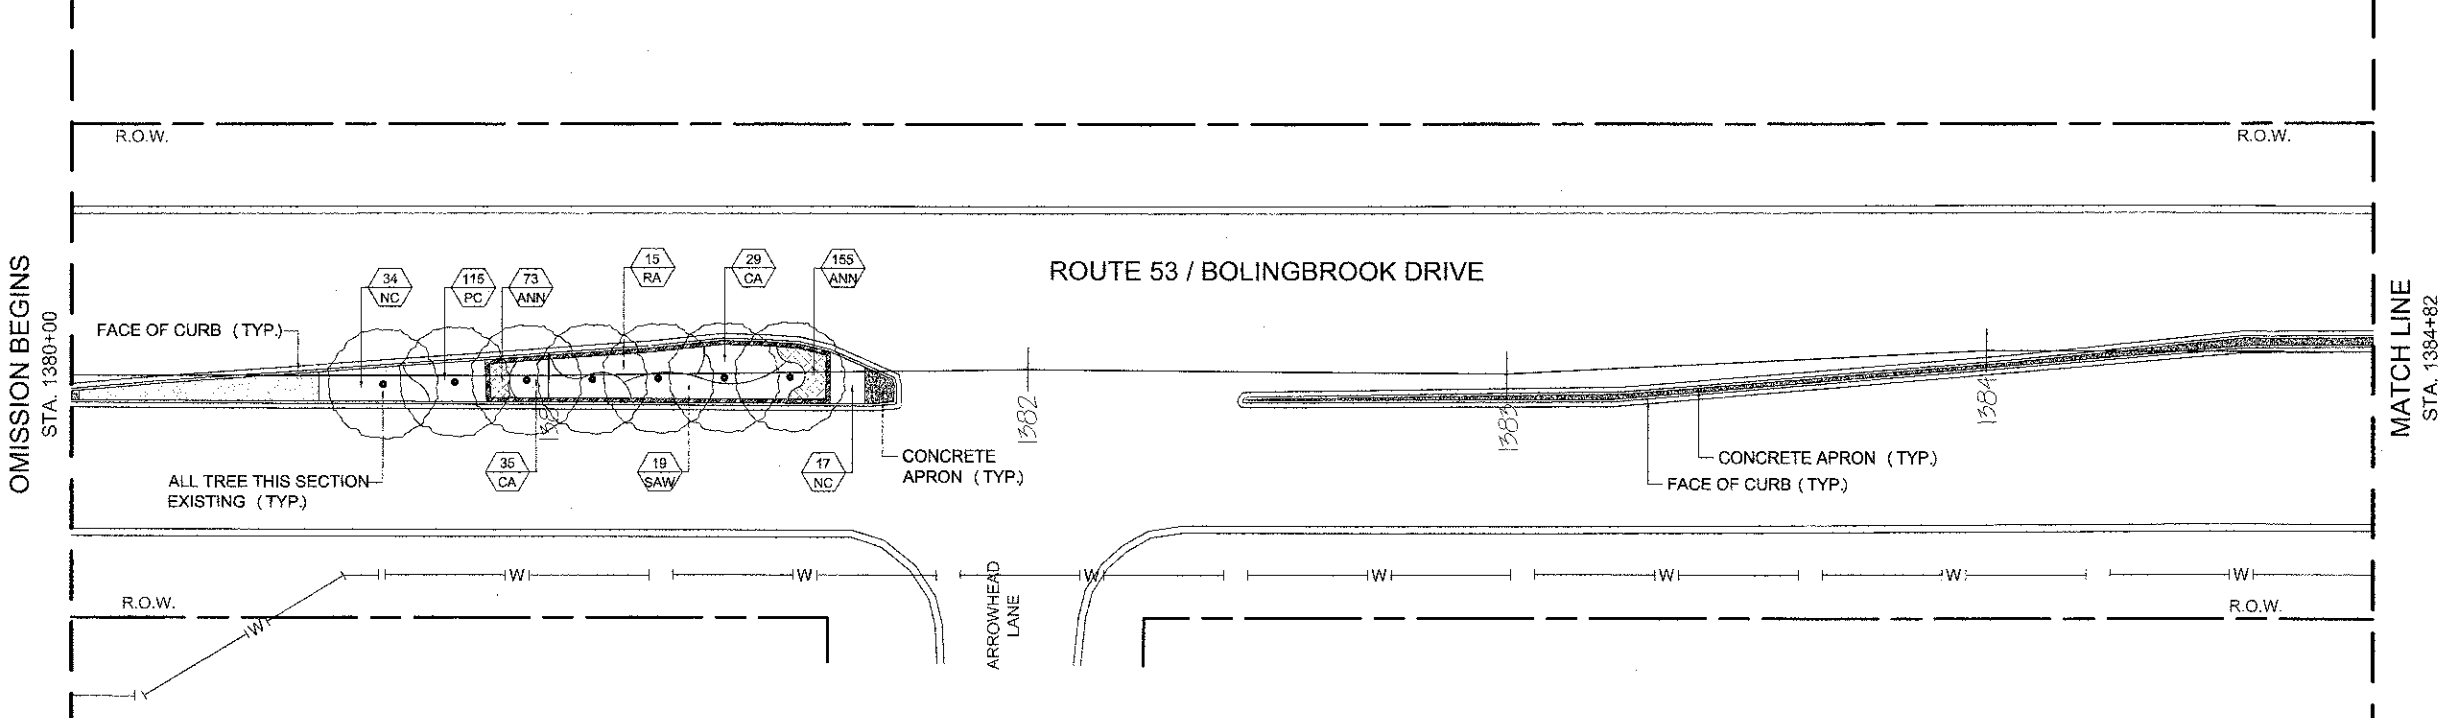 R.O.W.
R.O.W.
OMISSION BEGINS
STA. 1380+00
ROUTE 53 / BOLINGBROOK DRIVE
34
NC
115
PC
73
ANN
15
RA
29
CA
155
ANN
FACE OF CURB (TYP.)
MATCH LINE
STA. 1384+82
1382
1383
1384
35
CA
19
SAW
17
NC
CONCRETE
APRON (TYP.)
CONCRETE APRON (TYP.)
FACE OF CURB (TYP.)
ALL TREE THIS SECTION
EXISTING (TYP.)
W
W
W
W
W
W
W
W
R.O.W.
R.O.W.
ARROWHEAD
LANE